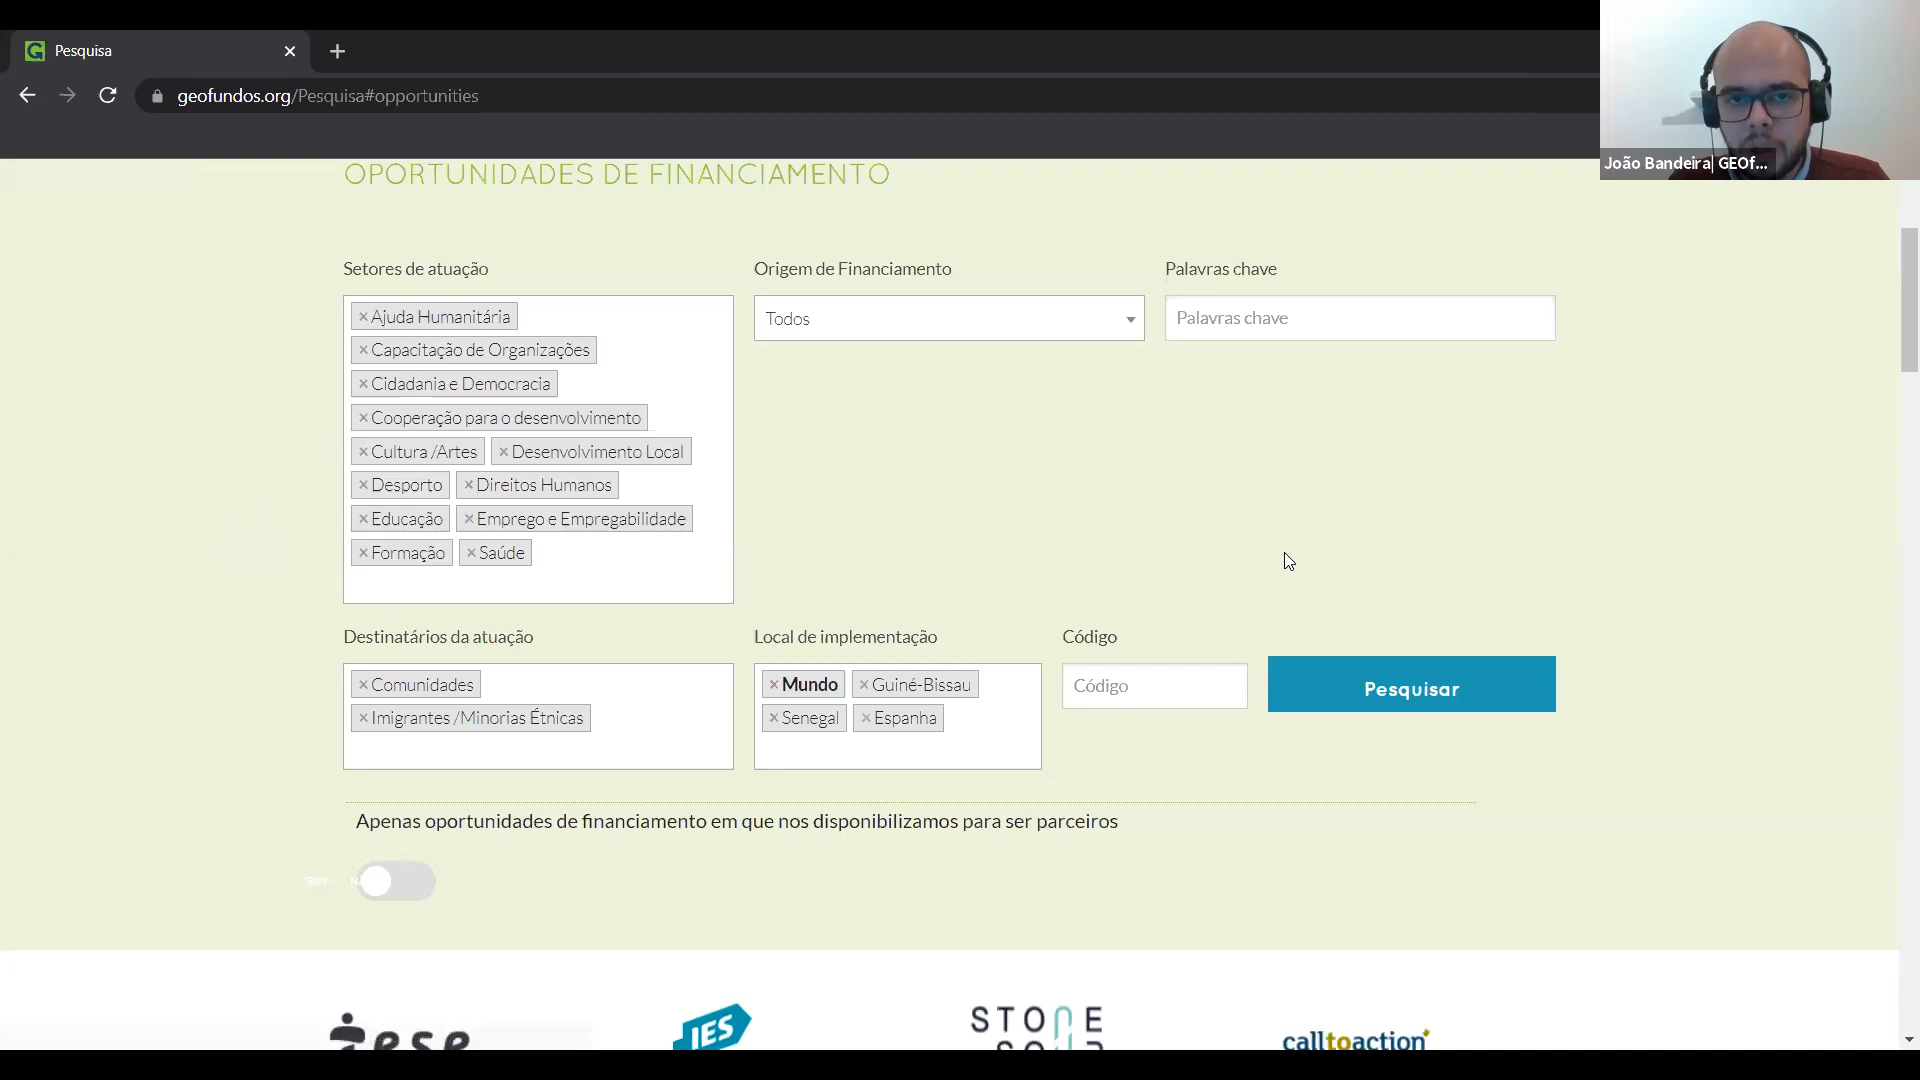 Pesquisa
geofundos.org/Pesquisa#opportunities
João Bandeira| GEOf...
OPORTUNIDADES DE FINANCIAMENTO
Setores de atuação
Origem de Financiamento
Palavras chave
×Ajuda Humanitária
Todos
Palavras chave
×Capacitação de Organizações
×Cidadania e Democracia
×Cooperação para o desenvolvimento
×Cultura /Artes ×Desenvolvimento Local
×Desporto ×Direitos Humanos
×Educação ×Emprego e Empregabilidade
×Formação ×Saúde
Destinatários da atuação
Local de implementação
Código
×Comunidades
×Imigrantes /Minorias Étnicas
×Mundo ×Guiné-Bissau
×Senegal ×Espanha
Código
Pesquisar
Apenas oportunidades de financiamento em que nos disponibilizamos para ser parceiros
SIM
IES
STONE
SOUP
calltoaction